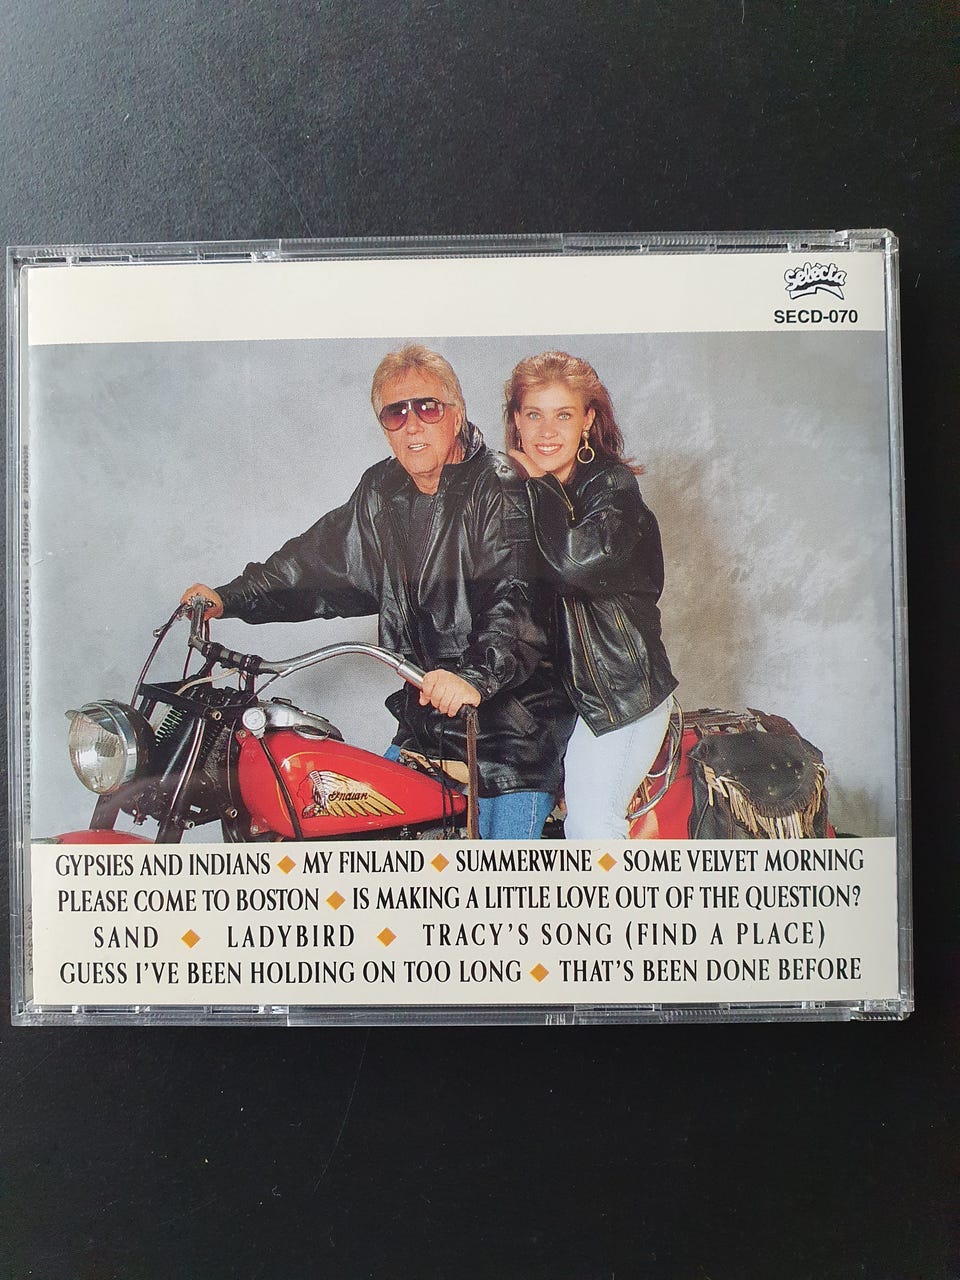 Selecta
SECD-070
Indian
GYPSIES AND INDIANS ◆ MY FINLAND ◆ SUMMERWINE ◆ SOME VELVET MORNING
PLEASE COME TO BOSTON ◆ IS MAKING A LITTLE LOVE OUT OF THE QUESTION?
SAND ◆ LADYBIRD ◆ TRACY'S SONG (FIND A PLACE)
GUESS I'VE BEEN HOLDING ON TOO LONG ◆ THAT'S BEEN DONE BEFORE